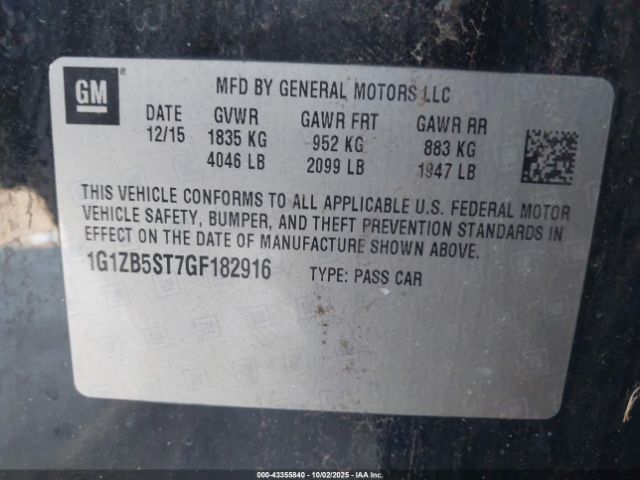 GM
MFD BY GENERAL MOTORS LLC
DATE GVWR GAWR FRT GAWR RR
12/15 1835 KG 952 KG 883 KG
4046 LB 2099 LB 1947 LB
THIS VEHICLE CONFORMS TO ALL APPLICABLE U.S. FEDERAL MOTOR
VEHICLE SAFETY, BUMPER, AND THEFT PREVENTION STANDARDS IN
EFFECT ON THE DATE OF MANUFACTURE SHOWN ABOVE.
1G1ZB5ST7GF182916 TYPE: PASS CAR
000-43355840 - 10/02/2025 - IAA Inc.